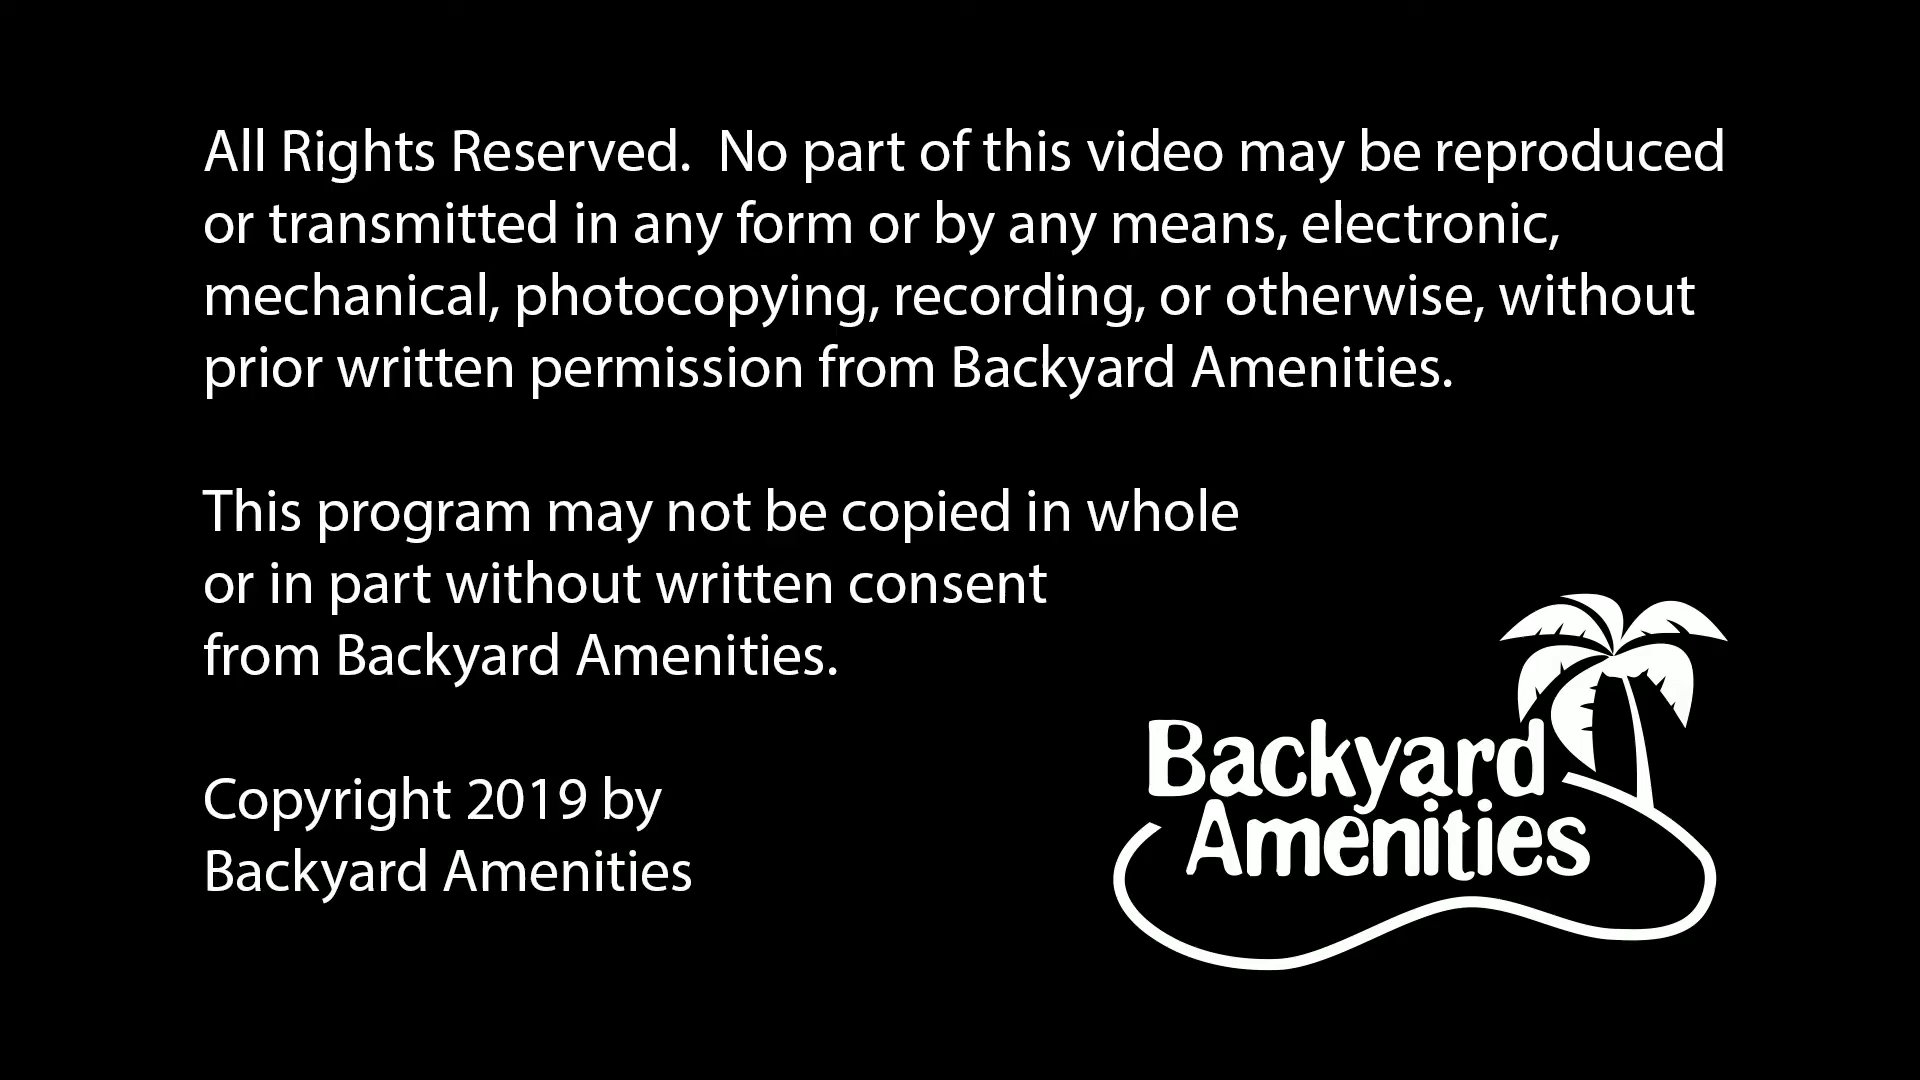 All Rights Reserved.  No part of this video may be reproduced
or transmitted in any form or by any means, electronic,
mechanical, photocopying, recording, or otherwise, without
prior written permission from Backyard Amenities.
This program may not be copied in whole
or in part without written consent
from Backyard Amenities.
Copyright 2019 by
Backyard Amenities
Backyard
Amenities